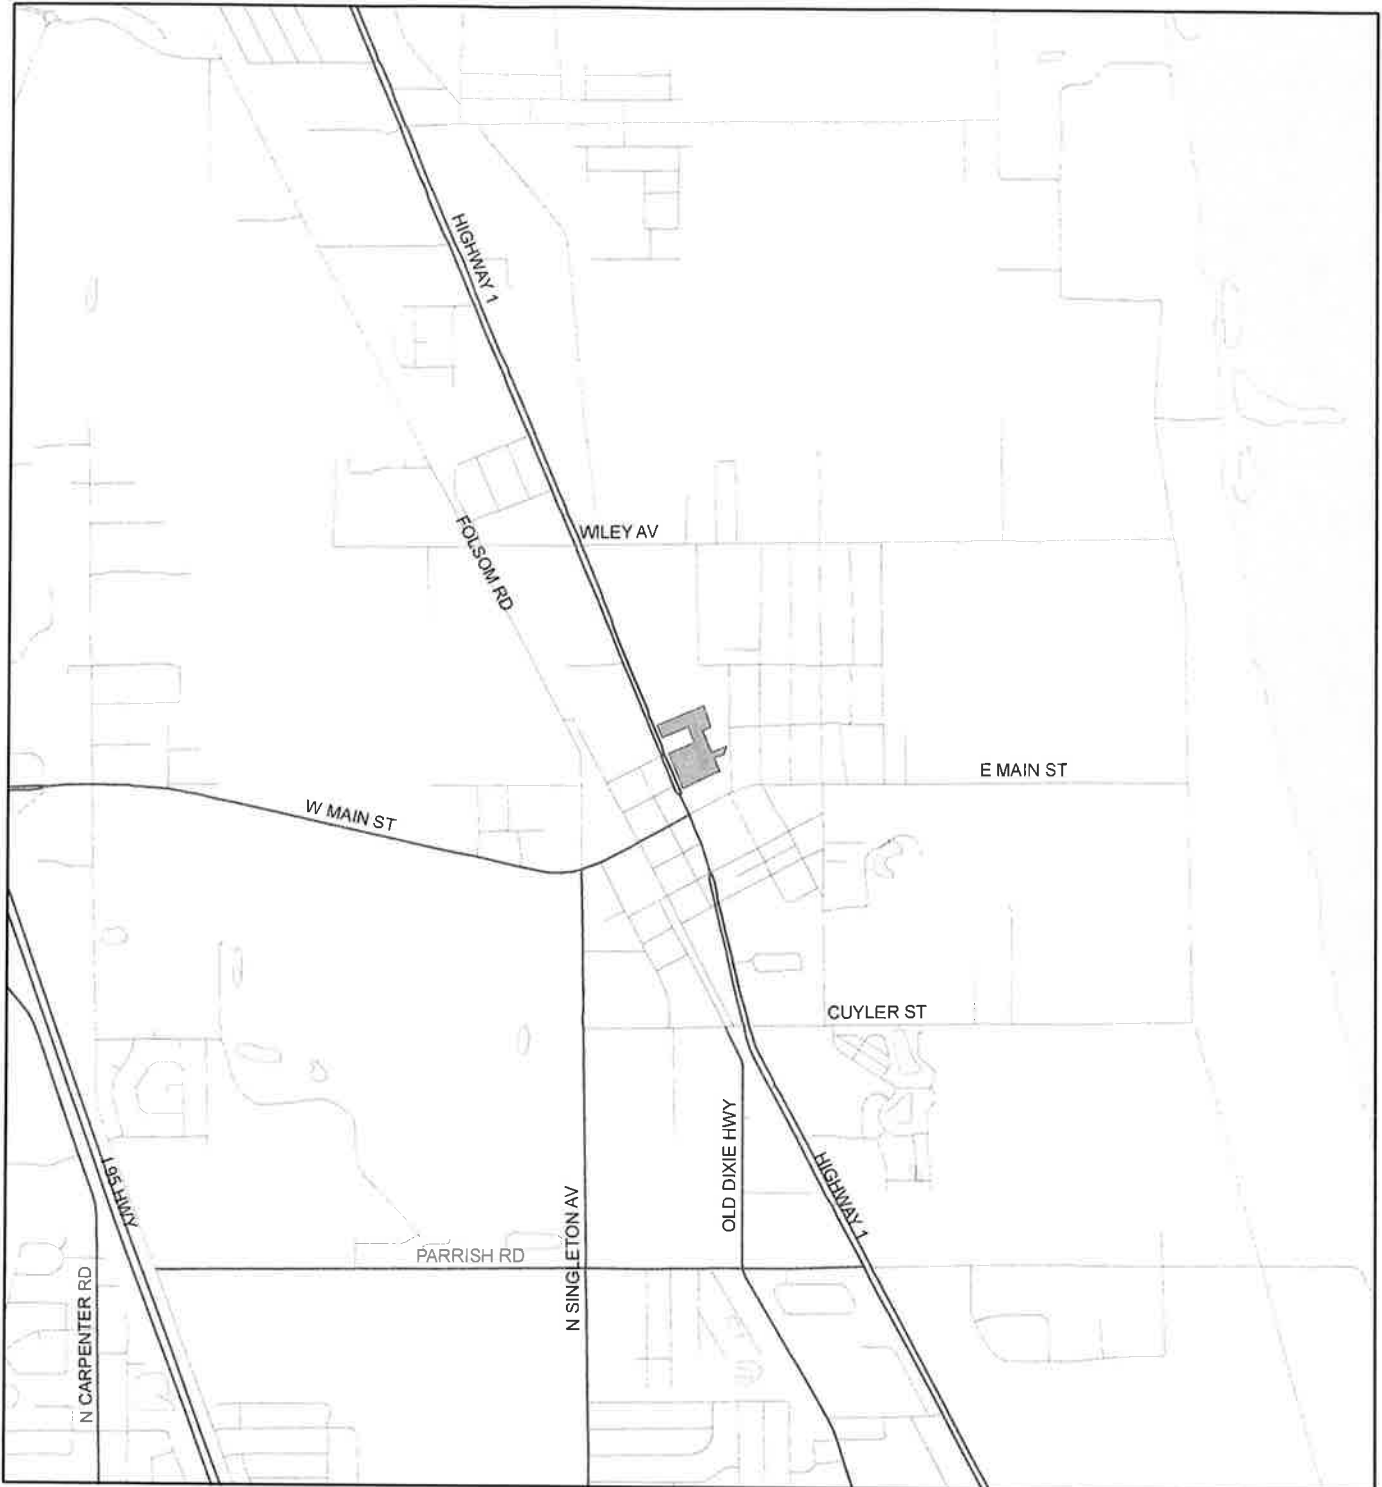 HIGHWAY 1
WILEY AV
FOLSOM RD
E MAIN ST
W MAIN ST
CUYLER ST
OLD DIXIE HWY
HIGHWAY 1
I 95 HWY
N SINGLETON AV
PARRISH RD
N CARPENTER RD